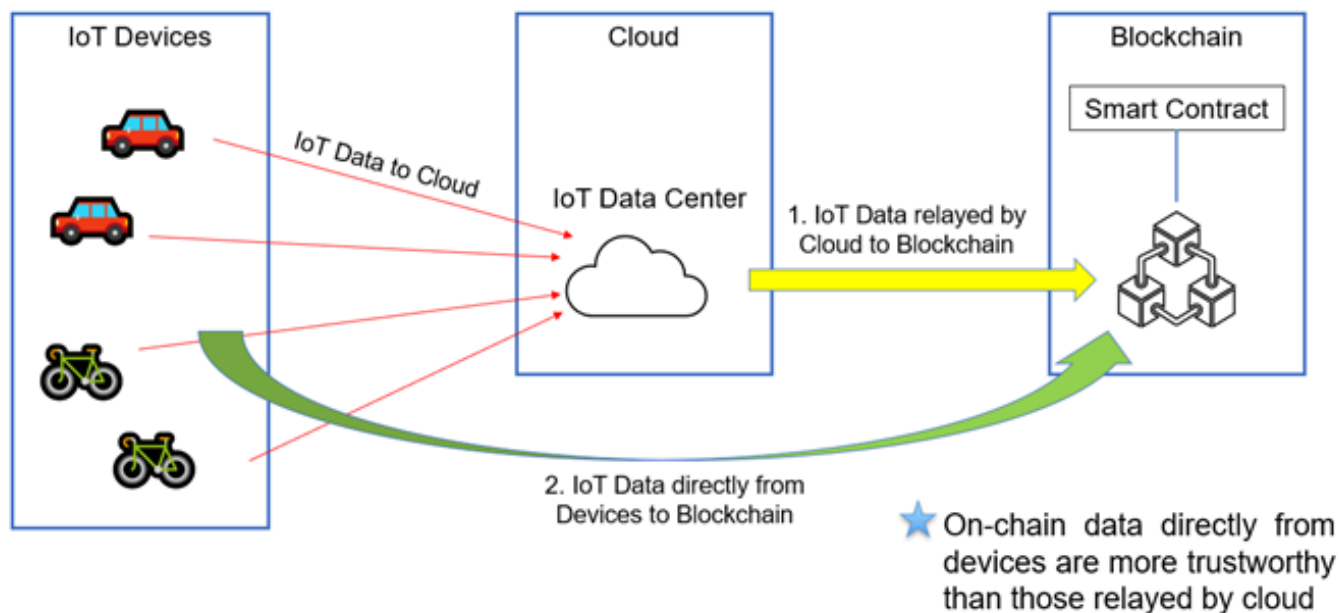 IoT Devices
Cloud
Blockchain
Smart Contract
IoT Data to Cloud
IoT Data Center
1. IoT Data relayed by
Cloud to Blockchain
2. IoT Data directly from
Devices to Blockchain
On-chain data directly from
devices are more trustworthy
than those relayed by cloud